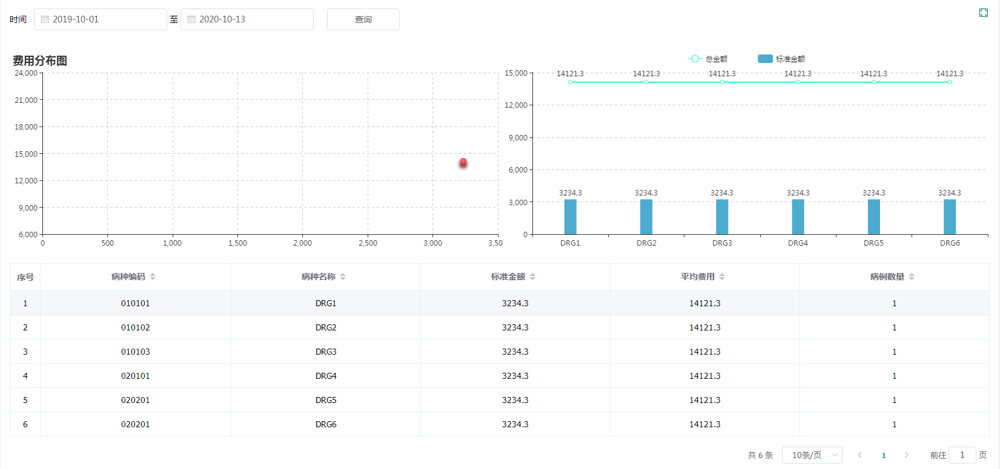 时间 2019-10-01 至 2020-10-13 查询
费用分布图
24,000
21,000
18,000
15,000
12,000
9,000
6,000
0 500 1,000 1,500 2,000 2,500 3,000 3,50
总金额 标准金额
15,000
12,000
9,000
6,000
3,000
0
14121.3 14121.3 14121.3 14121.3 14121.3 14121.3
3234.3 3234.3 3234.3 3234.3 3234.3 3234.3
DRG1 DRG2 DRG3 DRG4 DRG5 DRG6
序号 病种编码 病种名称 标准金额 平均费用 病例数量
1 010101 DRG1 3234.3 14121.3 1
2 010102 DRG2 3234.3 14121.3 1
3 010103 DRG3 3234.3 14121.3 1
4 020101 DRG4 3234.3 14121.3 1
5 020201 DRG5 3234.3 14121.3 1
6 020201 DRG6 3234.3 14121.3 1
共 6 条 10条/页 1 前往 1 页